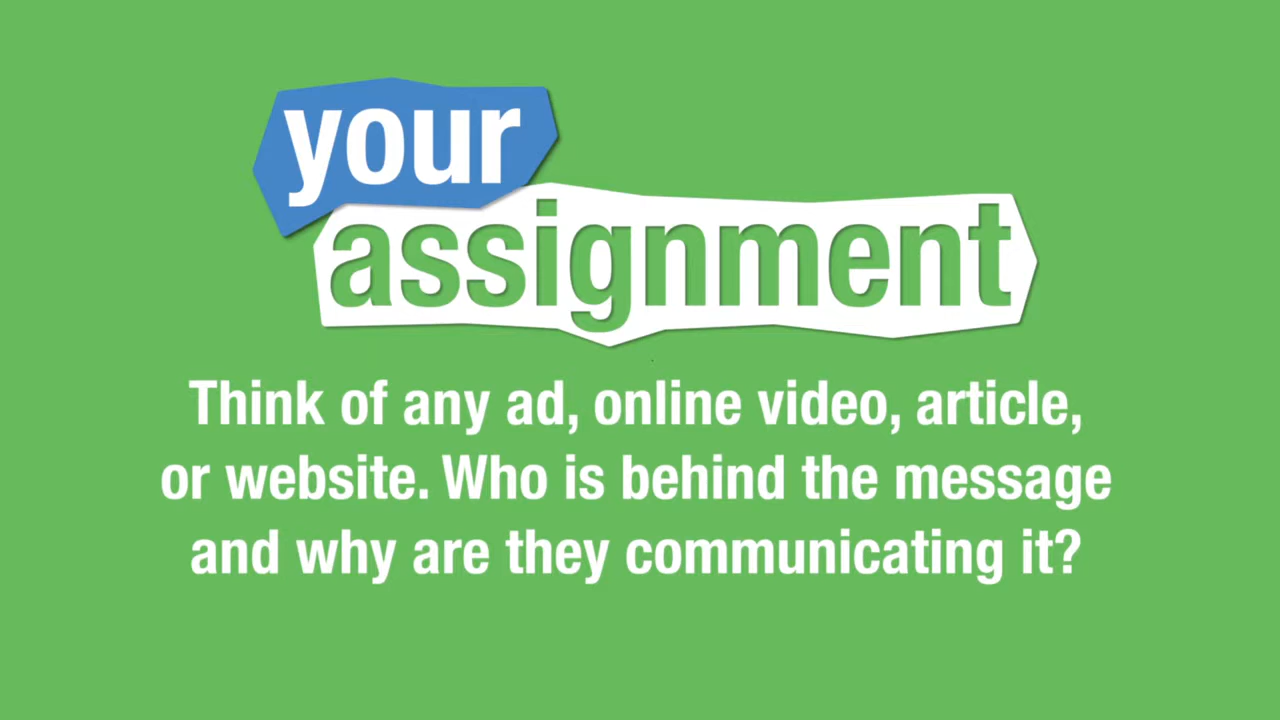 your
assignment
Think of any ad, online video, article,
or website. Who is behind the message
and why are they communicating it?